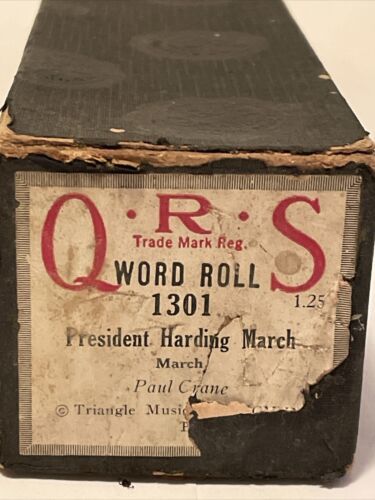 Q·R·S
Trade Mark Reg.
WORD ROLL
1301
1.25
President Harding March
March
Paul Crane
© Triangle Music